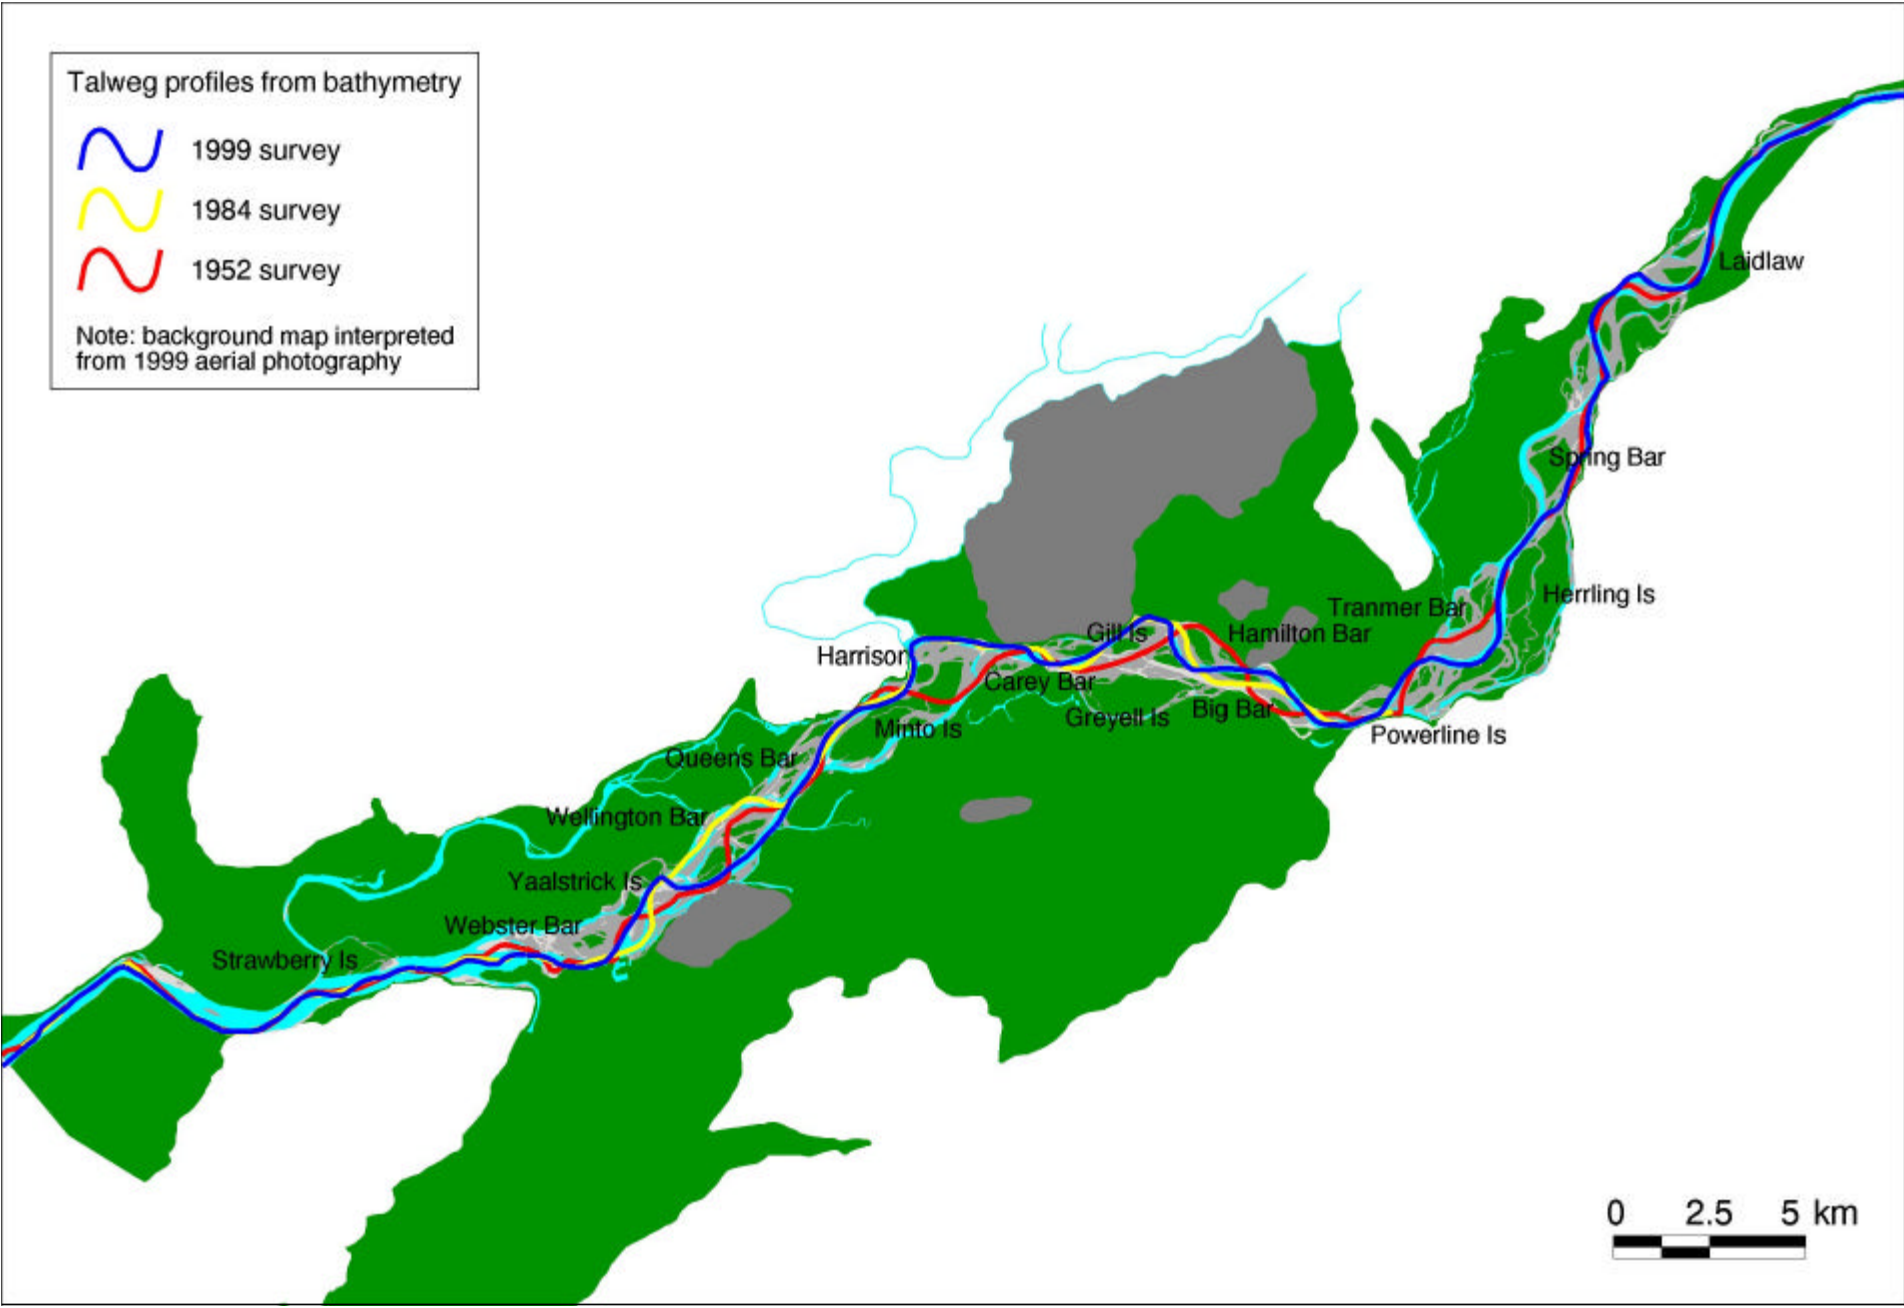 Talweg profiles from bathymetry
1999 survey
1984 survey
1952 survey
Note: background map interpreted
from 1999 aerial photography
Laidlaw
Spring Bar
Herrling Is
Tranmer Bar
Gill Is
Hamilton Bar
Harrison
Carey Bar
Greyell Is
Big Bar
Minto Is
Powerline Is
Queens Bar
Wellington Bar
Yaalstrick Is
Webster Bar
Strawberry Is
0 2.5 5 km